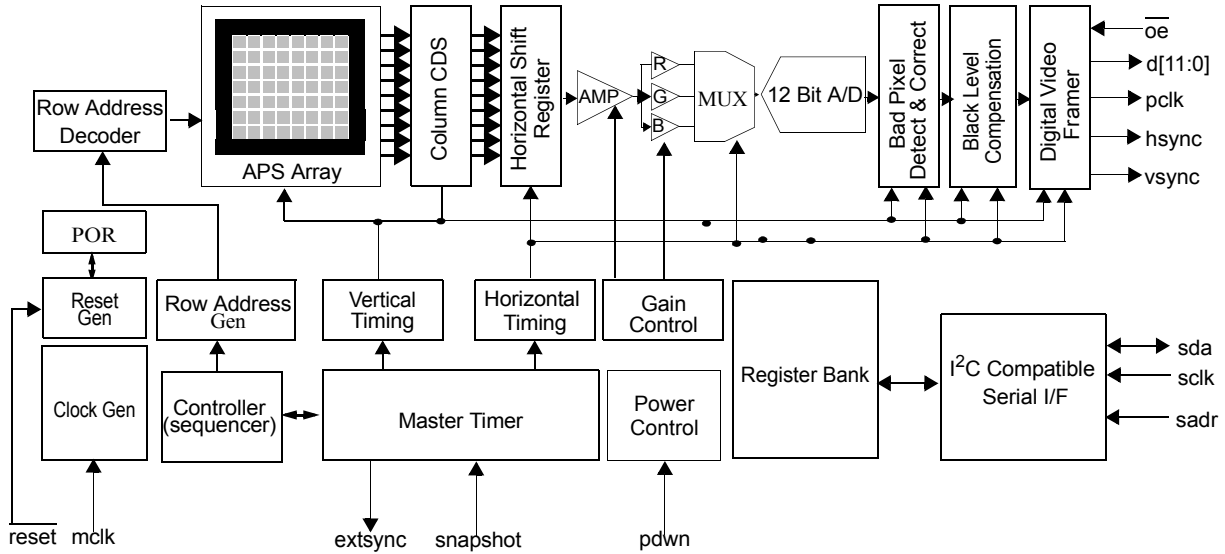 Row Address
Decoder
APS Array
Column CDS
Horizontal Shift
Register
AMP
R
G
B
MUX
12 Bit A/D
Bad Pixel
Detect & Correct
Black Level
Compensation
Digital Video
Framer
oe
d[11:0]
pclk
hsync
vsync
POR
Reset
Gen
Row Address
Gen
Vertical
Timing
Horizontal
Timing
Gain
Control
Clock Gen
Controller
(sequencer)
Master Timer
Power
Control
Register Bank
I²C Compatible
Serial I/F
sda
sclk
sadr
reset
mclk
extsync
snapshot
pdwn